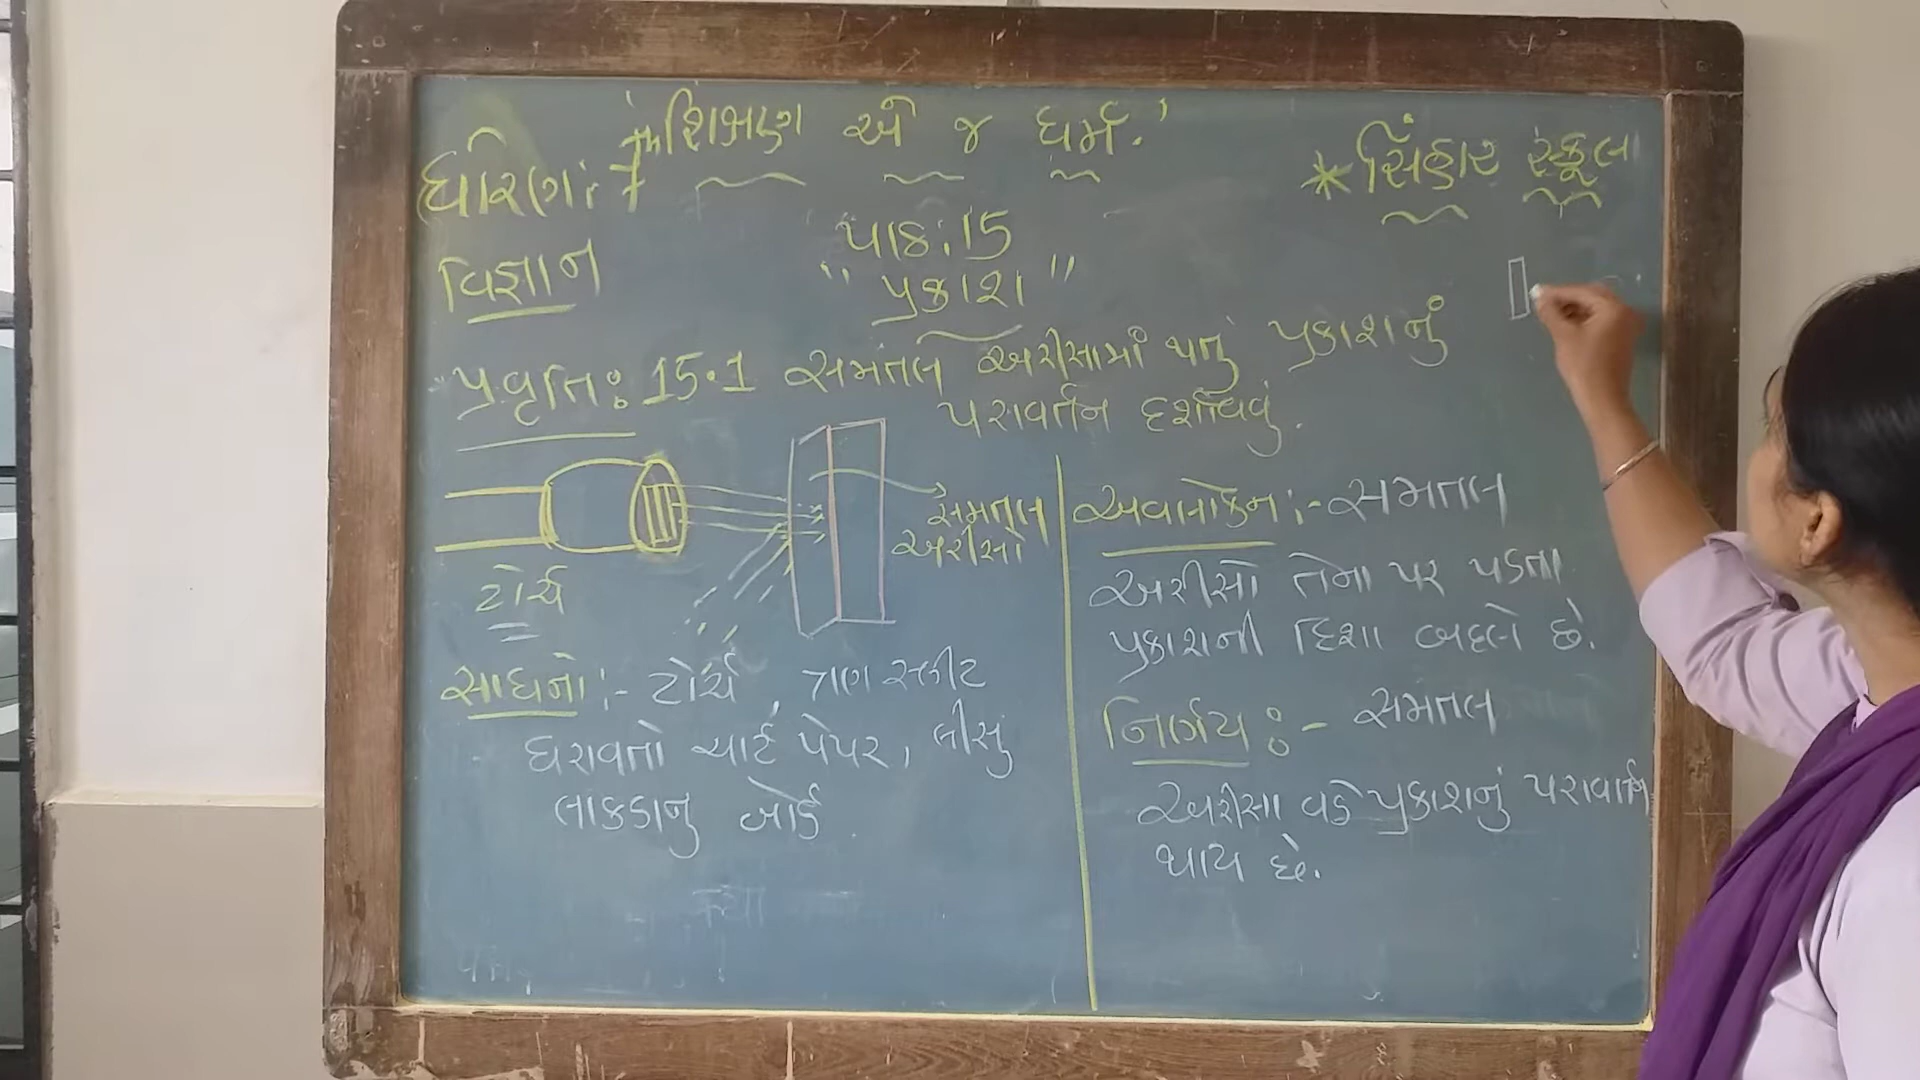 "શિક્ષણ એ જ ધર્મ."
* સિંહાર સ્કૂલ
ધોરણ: 7
વિજ્ઞાન
પાઠ:15
"પ્રકાશ"
પ્રવૃત્તિ: 15.1 સમતલ અરીસામાં થતું પ્રકાશનું
પરાવર્તન દર્શાવવું.
સમતલ
અરીસો
ટોર્ચ
સાધનો:- ટોર્ચ, ત્રણ સ્લીટ
ધરાવતો ચાર્ટ પેપર, લીસુ
લાકડાનુ બોર્ડ
અવલોકન:- સમતલ
અરીસો તેના પર પડતા
પ્રકાશની દિશા બદલે છે.
નિર્ણય:- સમતલ
અરીસા વડે પ્રકાશનું પરાવર્તન
થાય છે.